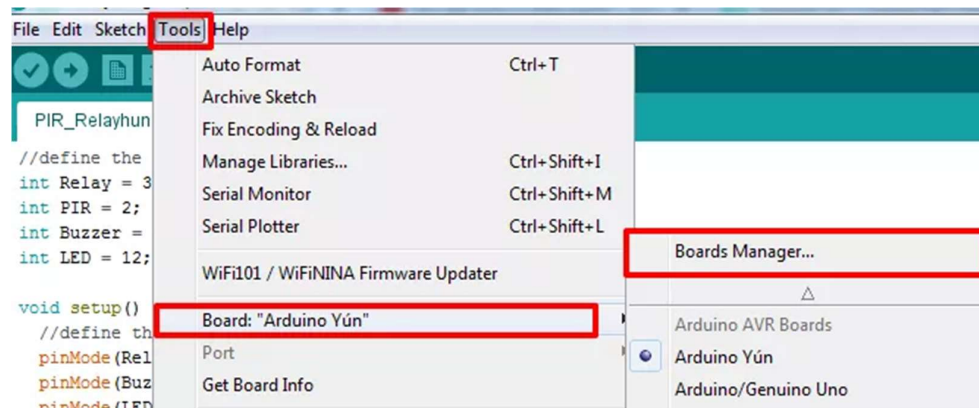 File Edit Sketch Tools Help
PIR_Relayhun
//define the
int Relay = 3
int PIR = 2;
int Buzzer =
int LED = 12;
void setup()
//define th
pinMode(Rel
pinMode(Buz
pinMode(LED
Auto Format Ctrl+T
Archive Sketch
Fix Encoding & Reload
Manage Libraries... Ctrl+Shift+I
Serial Monitor Ctrl+Shift+M
Serial Plotter Ctrl+Shift+L
WiFi101 / WiFiNINA Firmware Updater
Board: "Arduino Yún"
Port
Get Board Info
Boards Manager...
Arduino AVR Boards
Arduino Yún
Arduino/Genuino Uno